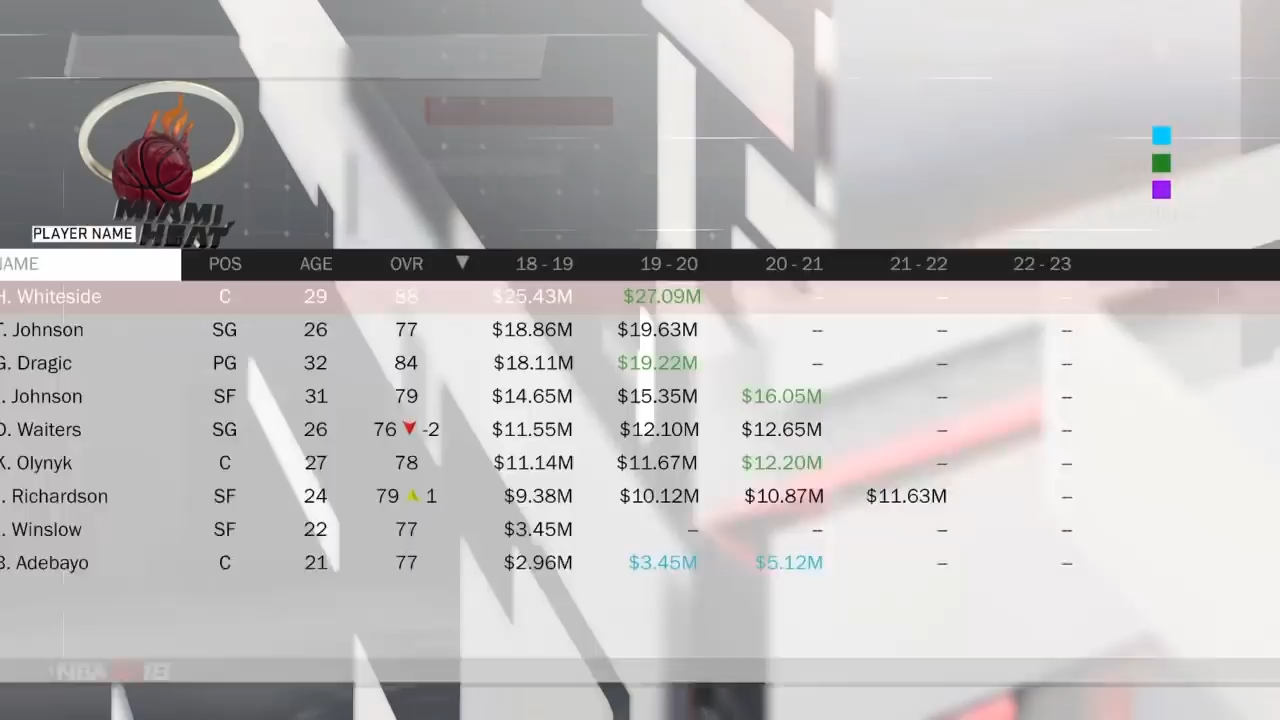 MIAMI
HEAT
PLAYER NAME
NAME POS AGE OVR 18 - 19 19 - 20 20 - 21 21 - 22 22 - 23
H. Whiteside C 29 88 $25.43M $27.09M – – –
T. Johnson SG 26 77 $18.86M $19.63M – – –
G. Dragic PG 32 84 $18.11M $19.22M – – –
. Johnson SF 31 79 $14.65M $15.35M $16.05M – –
D. Waiters SG 26 76 -2 $11.55M $12.10M $12.65M – –
K. Olynyk C 27 78 $11.14M $11.67M $12.20M – –
. Richardson SF 24 79 1 $9.38M $10.12M $10.87M $11.63M –
. Winslow SF 22 77 $3.45M – – – –
B. Adebayo C 21 77 $2.96M $3.45M $5.12M – –
NBA 2K18